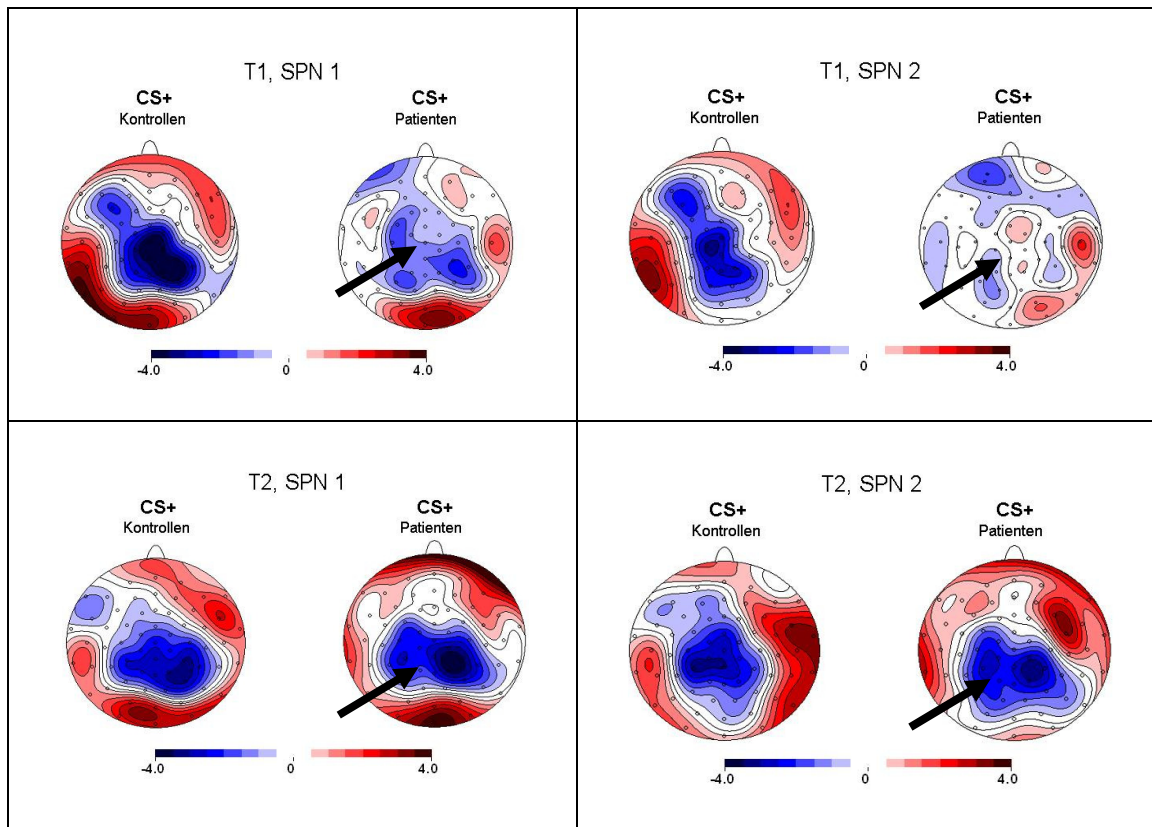 T1, SPN 1
CS+ CS+
Kontrollen Patienten
-4.0 0 4.0
T1, SPN 2
CS+ CS+
Kontrollen Patienten
-4.0 0 4.0
T2, SPN 1
CS+ CS+
Kontrollen Patienten
-4.0 0 4.0
T2, SPN 2
CS+ CS+
Kontrollen Patienten
-4.0 0 4.0